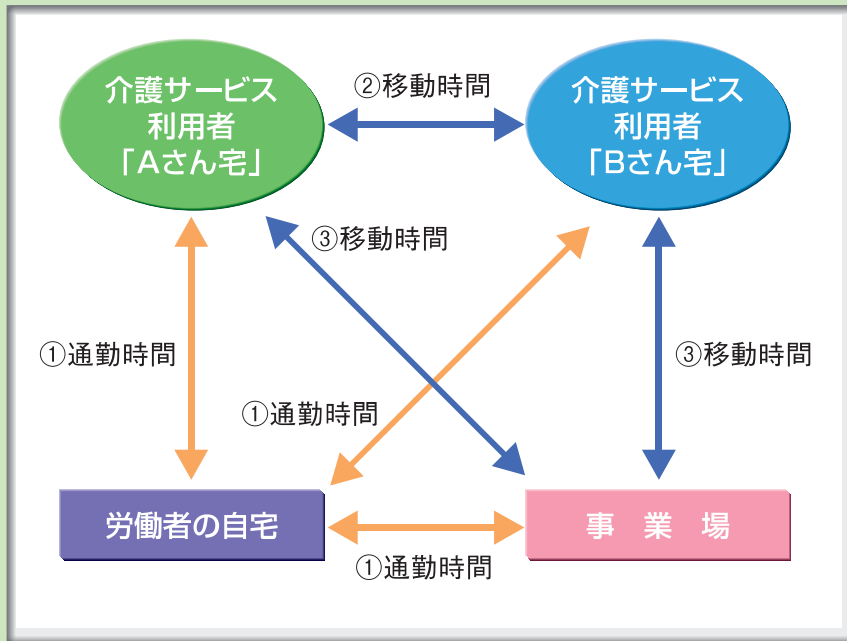 介護サービス
利用者
「Aさん宅」
②移動時間
介護サービス
利用者
「Bさん宅」
③移動時間
①通勤時間
③移動時間
①通勤時間
労働者の自宅
事　業　場
①通勤時間